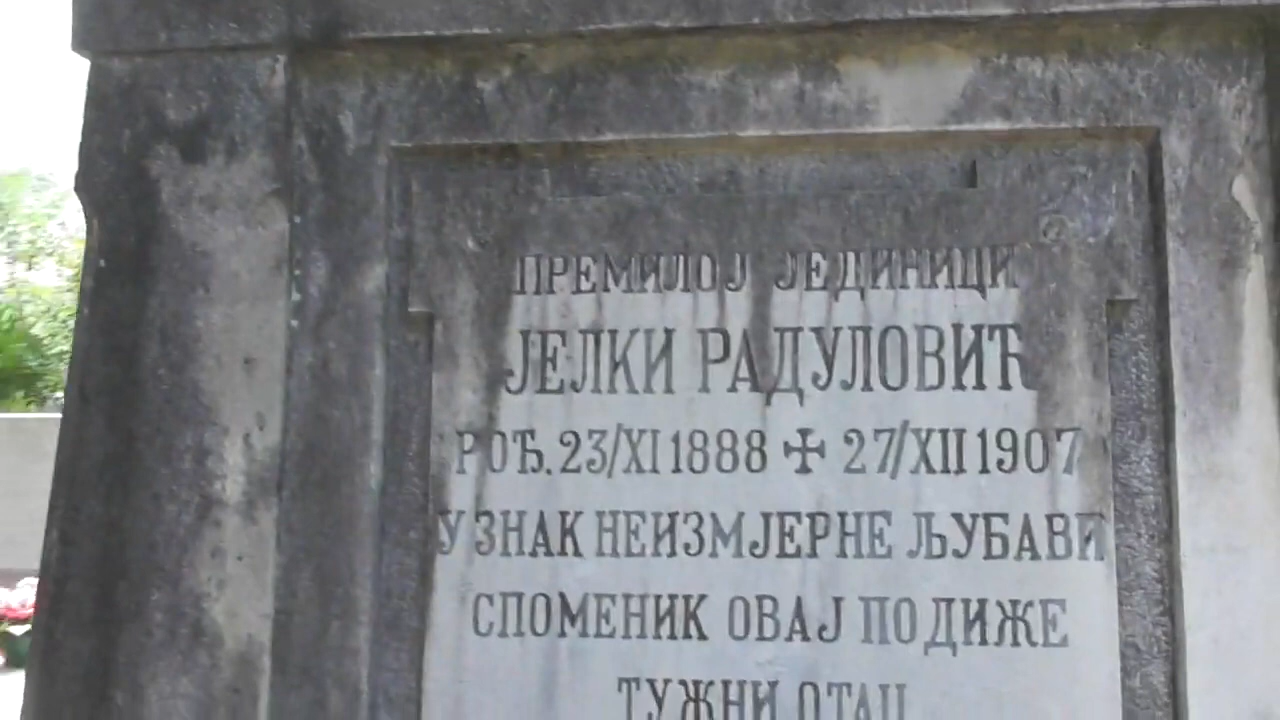 ПРЕМИЛОЈ ЈЕДИНИЦИ
ЈЕЛКИ РАДУЛОВИЋ
РОЂ. 23/XI 1888 ✠ 27/XII 1907
У ЗНАК НЕИЗМЈЕРНЕ ЉУБАВИ
СПОМЕНИК ОВАЈ ПОДИЖЕ
ТУЖНИ ОТАЦ